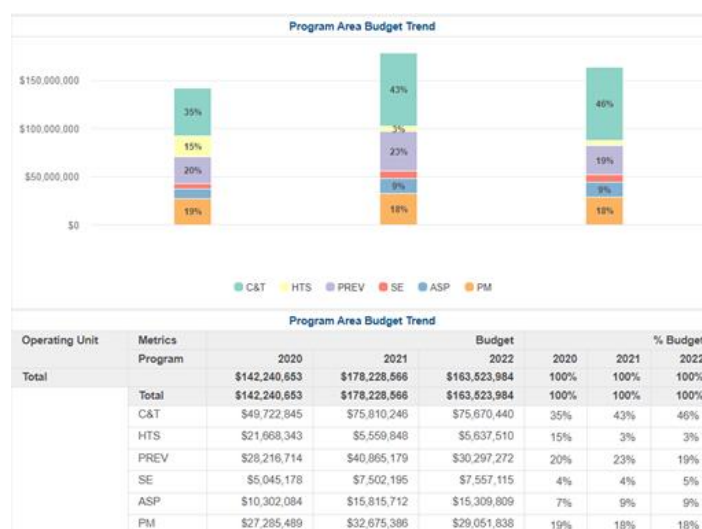 Program Area Budget Trend
$150,000,000
$100,000,000
$50,000,000
$0
35%
15%
20%
19%
43%
3%
23%
9%
18%
46%
19%
9%
18%
C&T HTS PREV SE ASP PM
Program Area Budget Trend
Operating Unit Metrics Budget % Budget
Program 2020 2021 2022 2020 2021 2022
Total $142,240,653 $178,228,566 $163,523,984 100% 100% 100%
Total $142,240,653 $178,228,566 $163,523,984 100% 100% 100%
C&T $49,722,845 $75,810,246 $75,670,440 35% 43% 46%
HTS $21,668,343 $5,559,848 $5,637,510 15% 3% 3%
PREV $28,216,714 $40,865,179 $30,297,272 20% 23% 19%
SE $5,045,178 $7,502,195 $7,557,115 4% 4% 5%
ASP $10,302,084 $15,815,712 $15,309,809 7% 9% 9%
PM $27,285,489 $32,675,386 $29,051,838 19% 18% 18%